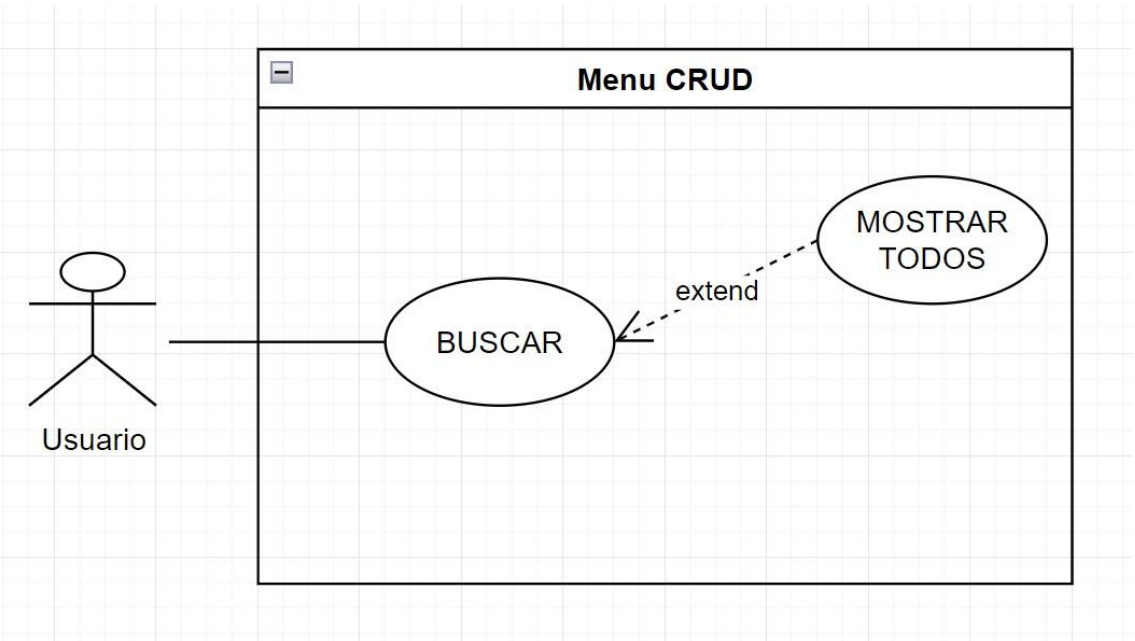 Menu CRUD
MOSTRAR
TODOS
extend
BUSCAR
Usuario